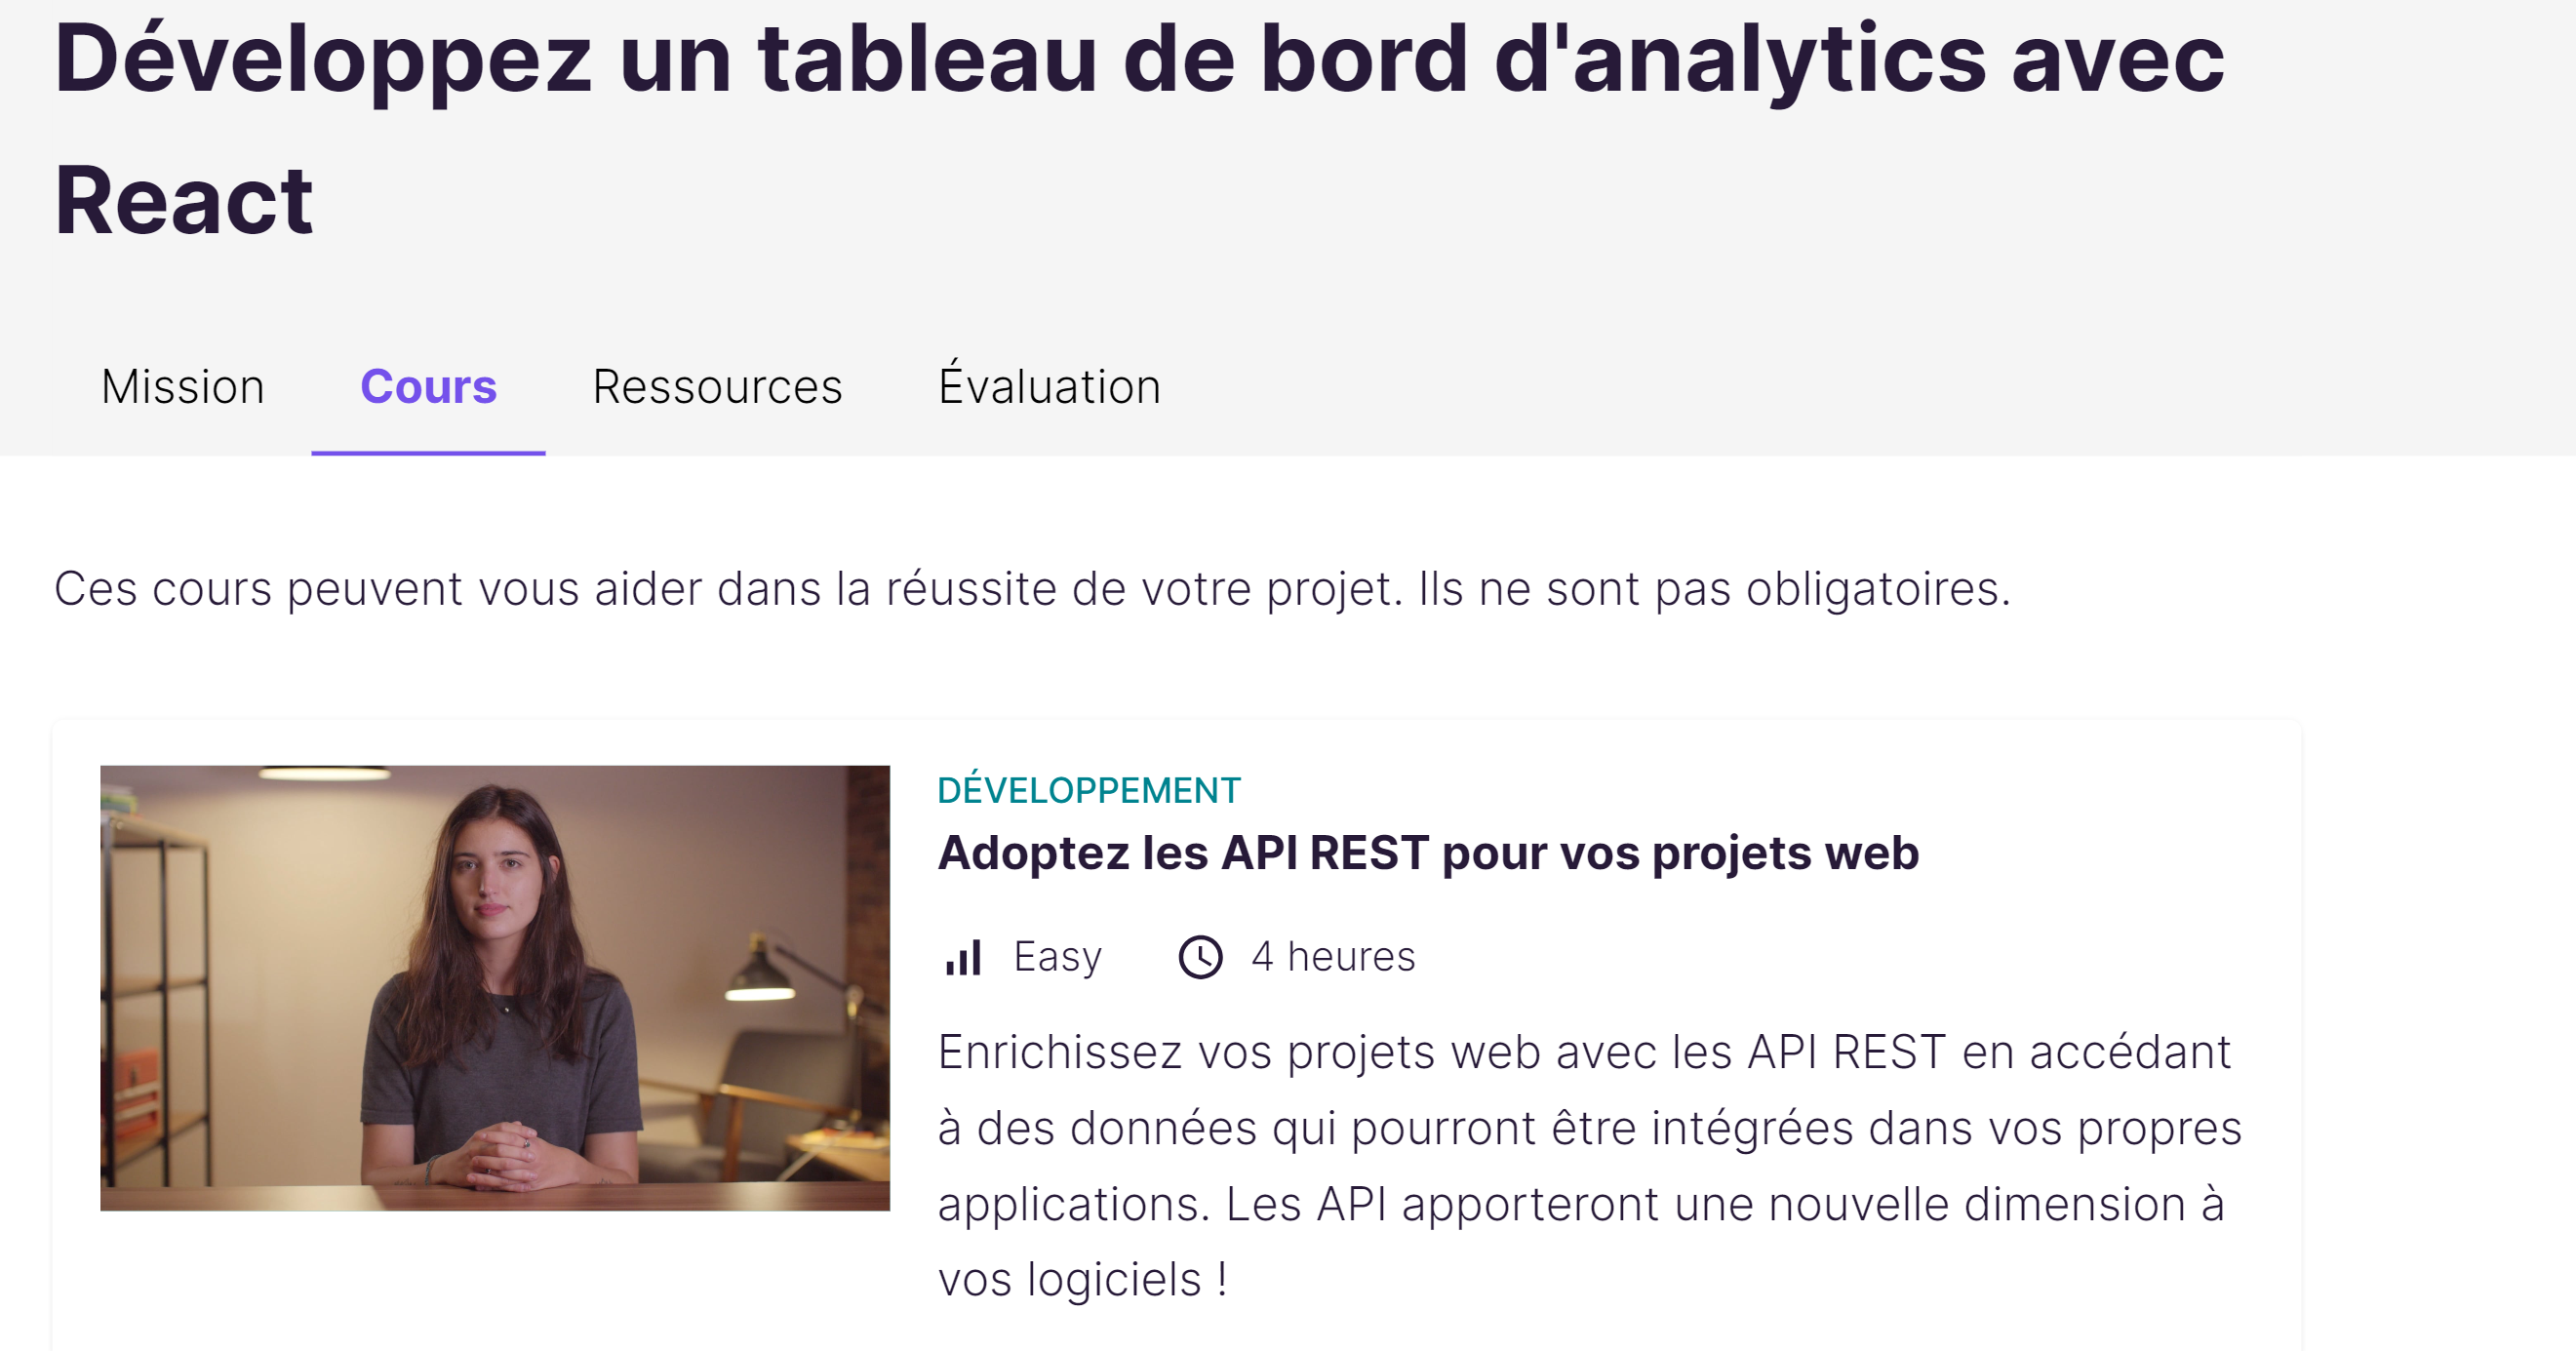 Développez un tableau de bord d'analytics avec
React
Mission Cours Ressources Évaluation
Ces cours peuvent vous aider dans la réussite de votre projet. Ils ne sont pas obligatoires.
DÉVELOPPEMENT
Adoptez les API REST pour vos projets web
Easy 4 heures
Enrichissez vos projets web avec les API REST en accédant
à des données qui pourront être intégrées dans vos propres
applications. Les API apporteront une nouvelle dimension à
vos logiciels !